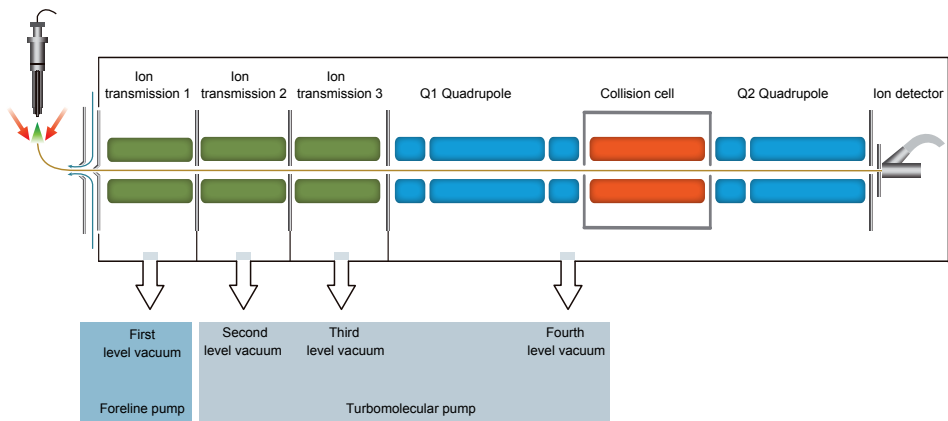 Ion
transmission 1
Ion
transmission 2
Ion
transmission 3
Q1 Quadrupole
Collision cell
Q2 Quadrupole
Ion detector
First
level vacuum
Second
level vacuum
Third
level vacuum
Fourth
level vacuum
Foreline pump
Turbomolecular pump